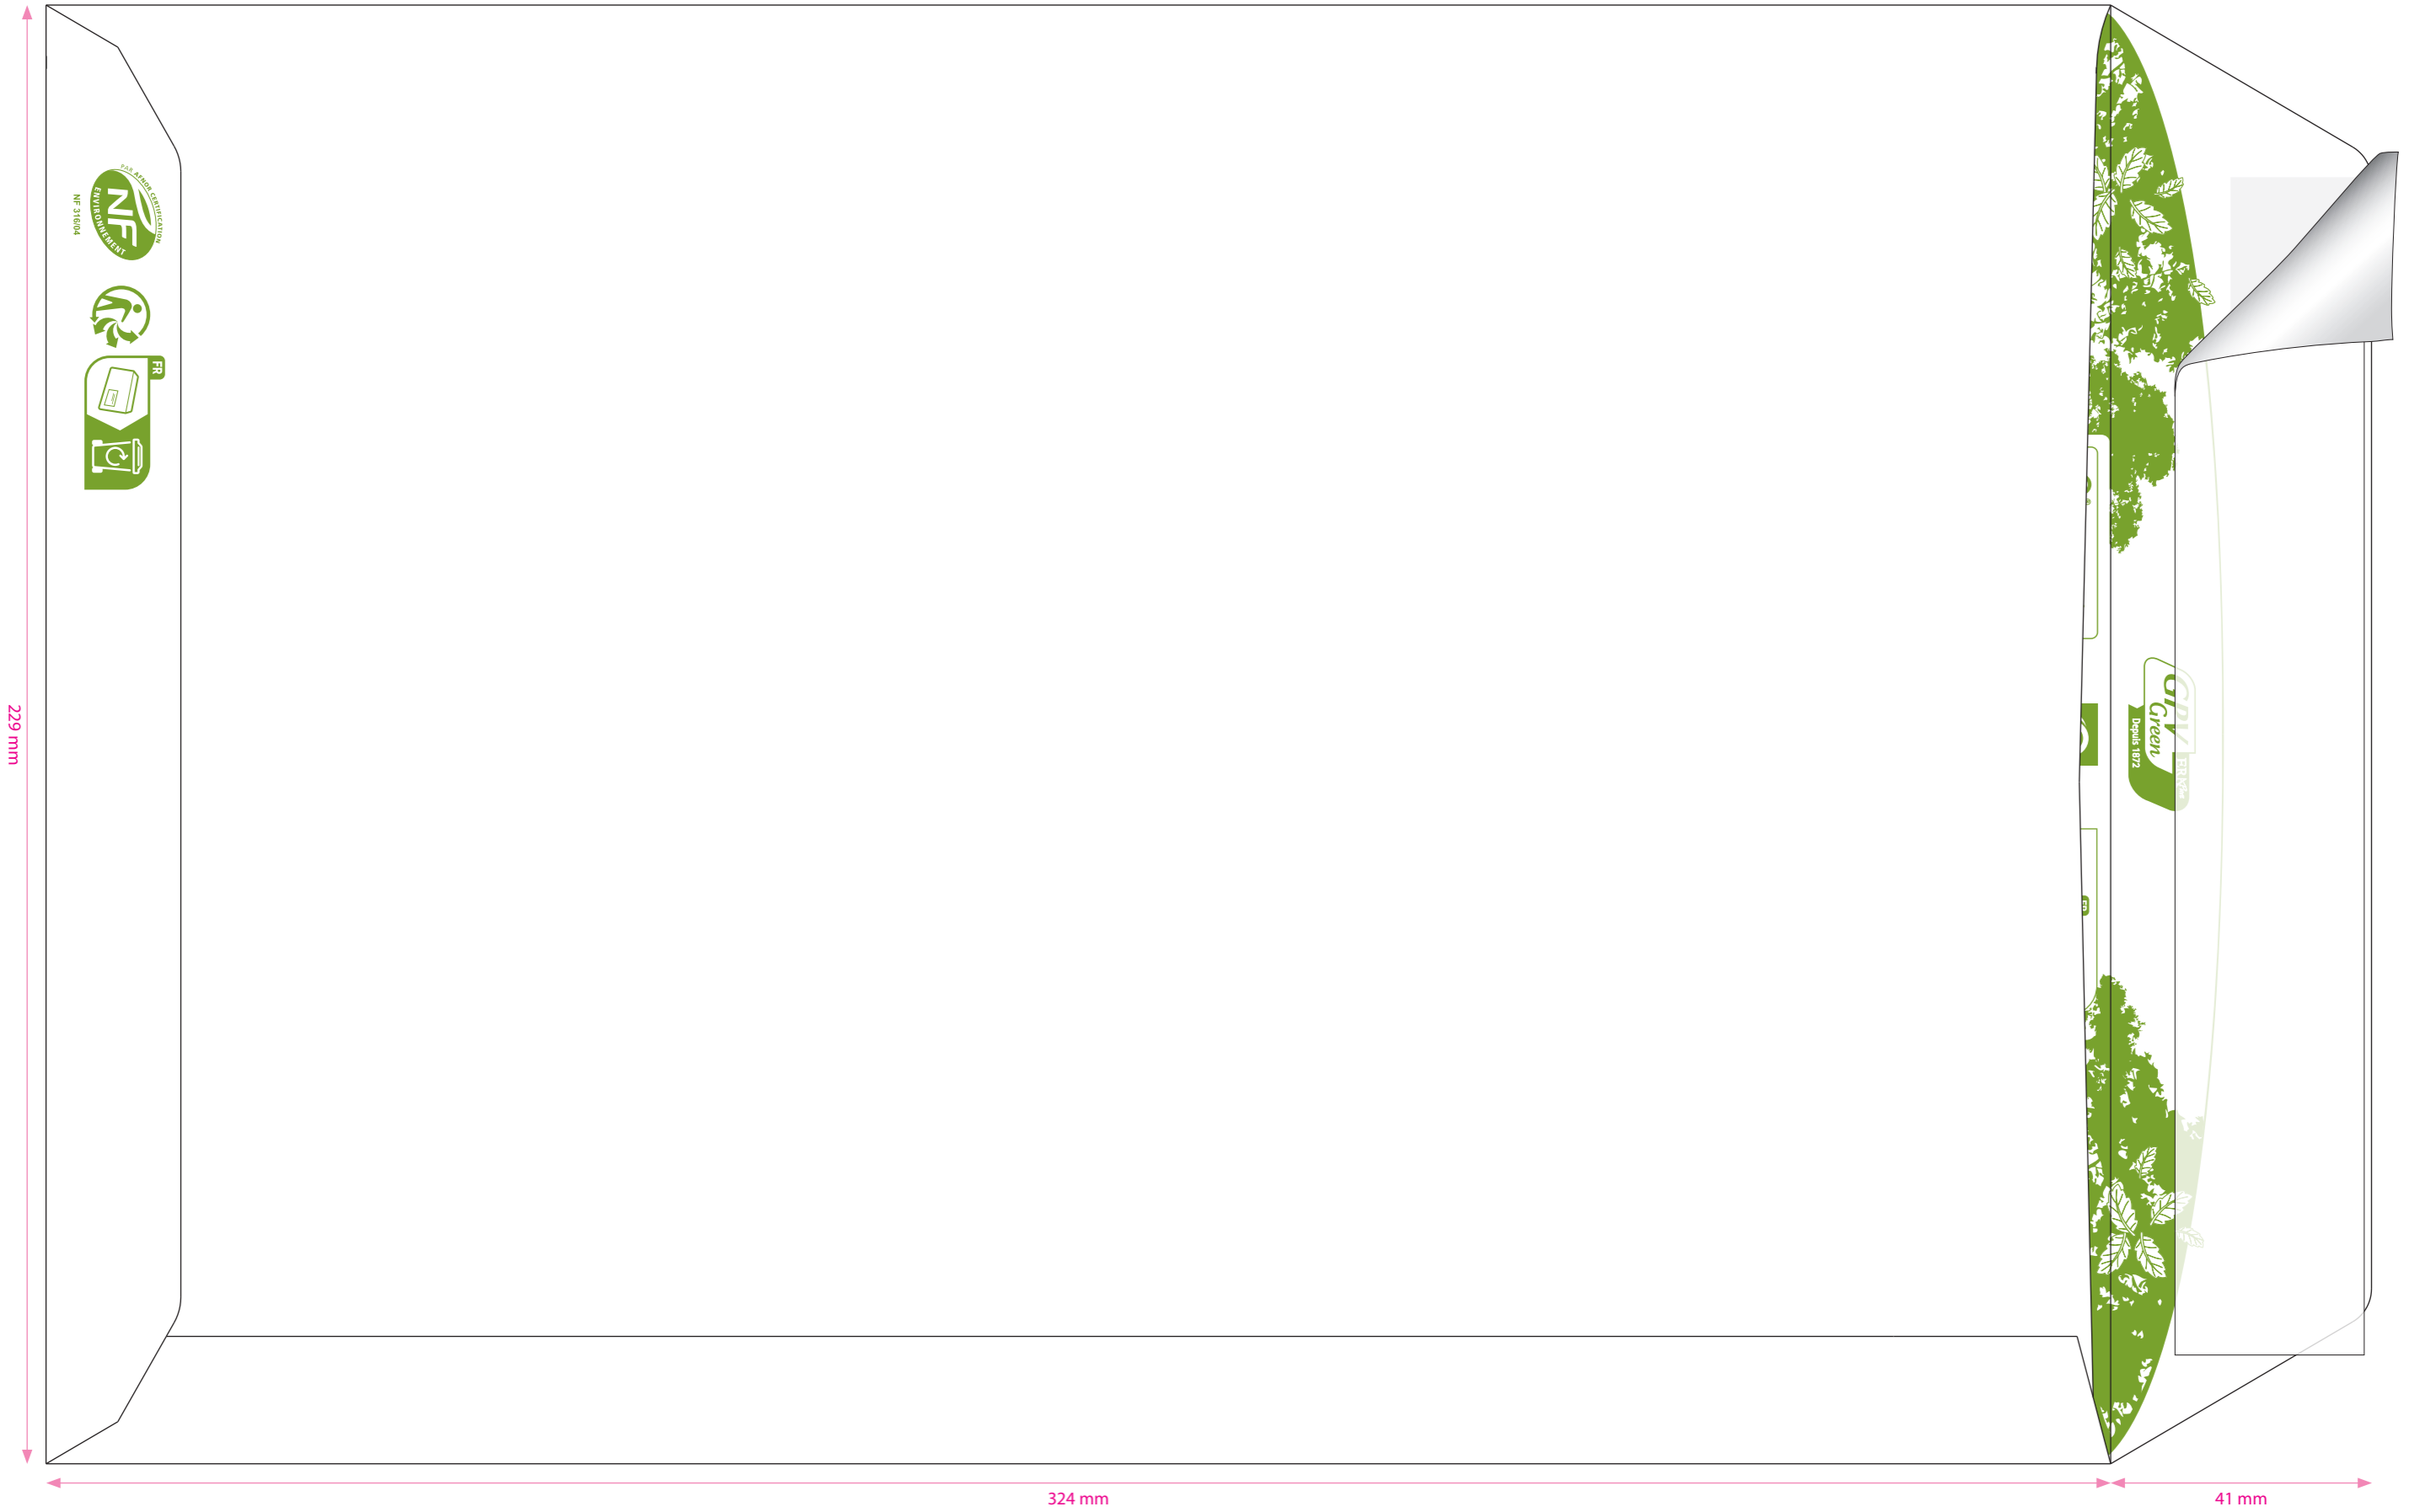 PAR AFNOR CERTIFICATION
NF
ENVIRONNEMENT
NF 316/04
FR
GPV
Green
Depuis 1872
229 mm
324 mm
41 mm